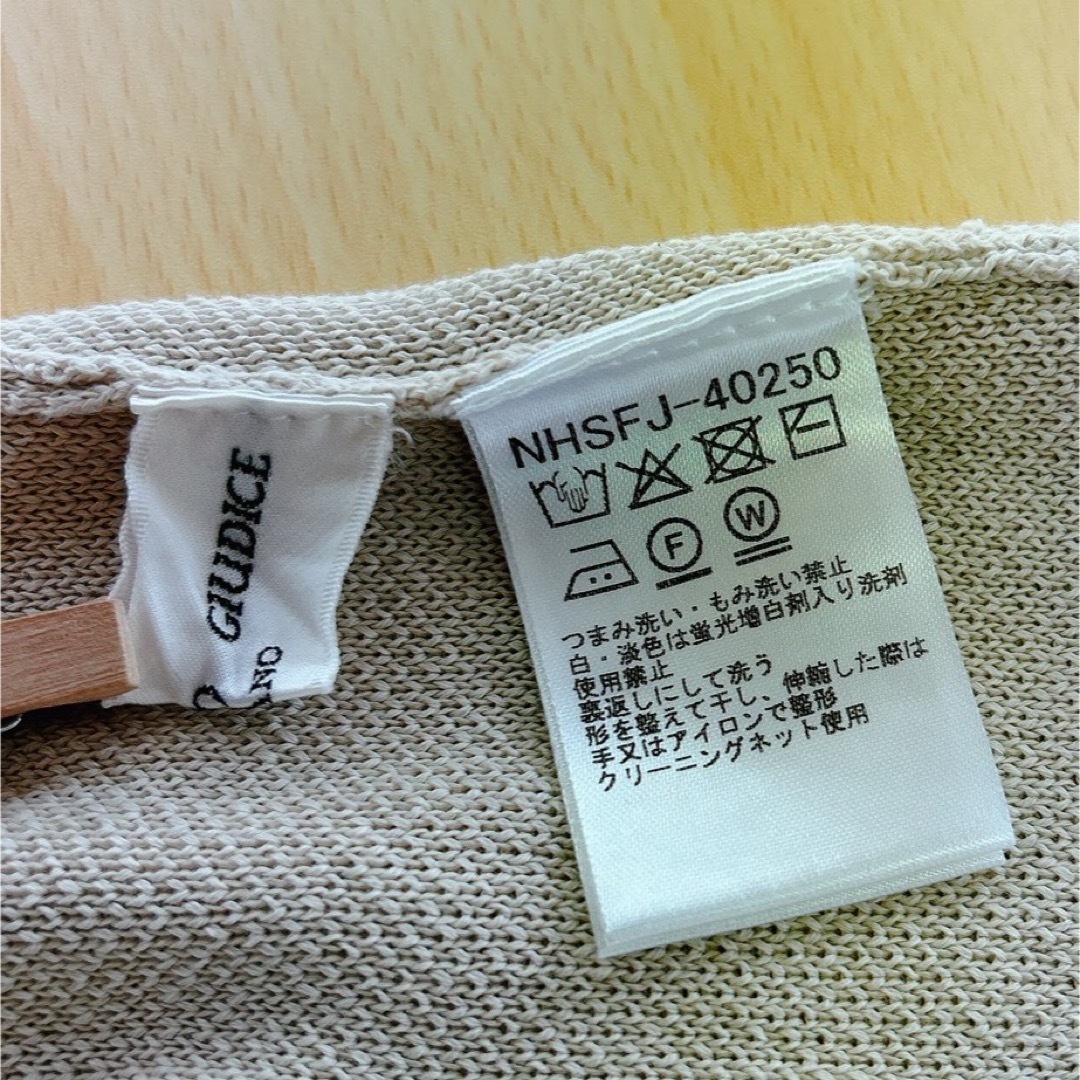 GIUDICE
NHSFJ-40250
F
W
つまみ洗い・もみ洗い禁止
白・淡色は蛍光増白剤入り洗剤
使用禁止
裏返しにして洗う
形を整えて干し、伸縮した際は
手又はアイロンで整形
クリーニングネット使用